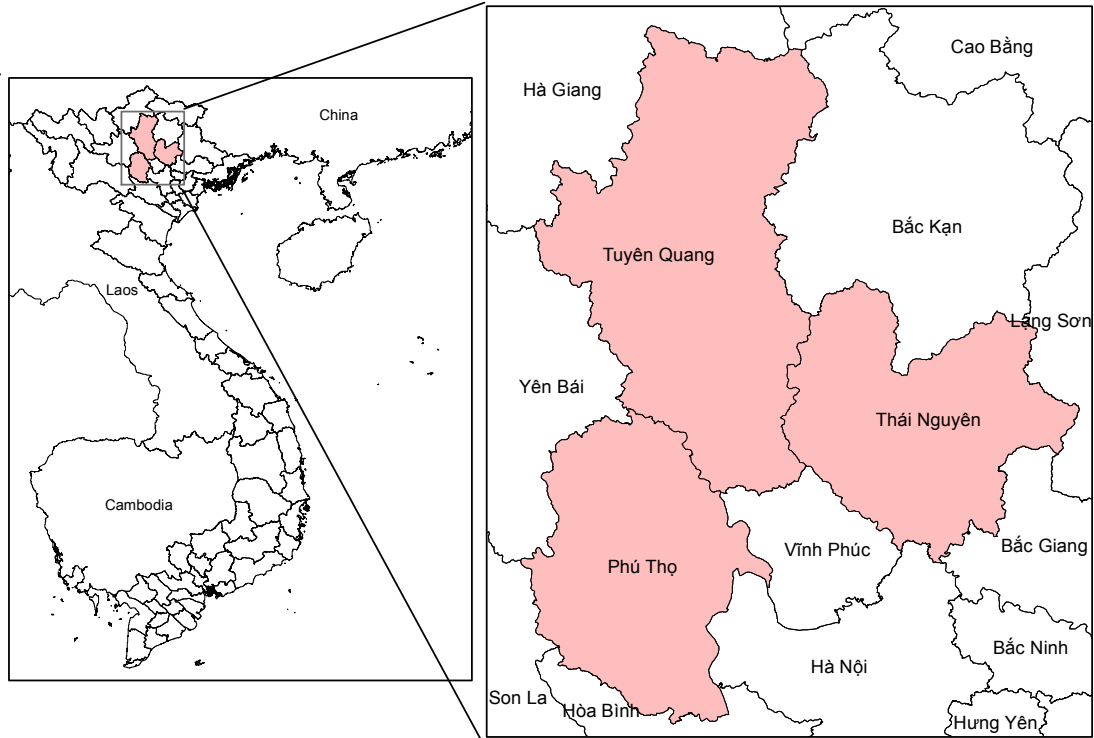 China
Laos
Cambodia
Cao Bằng
Hà Giang
Bắc Kạn
Tuyên Quang
Lạng Sơn
Yên Bái
Thái Nguyên
Vĩnh Phúc
Bắc Giang
Phú Thọ
Bắc Ninh
Hà Nội
Son La
Hòa Bình
Hưng Yên